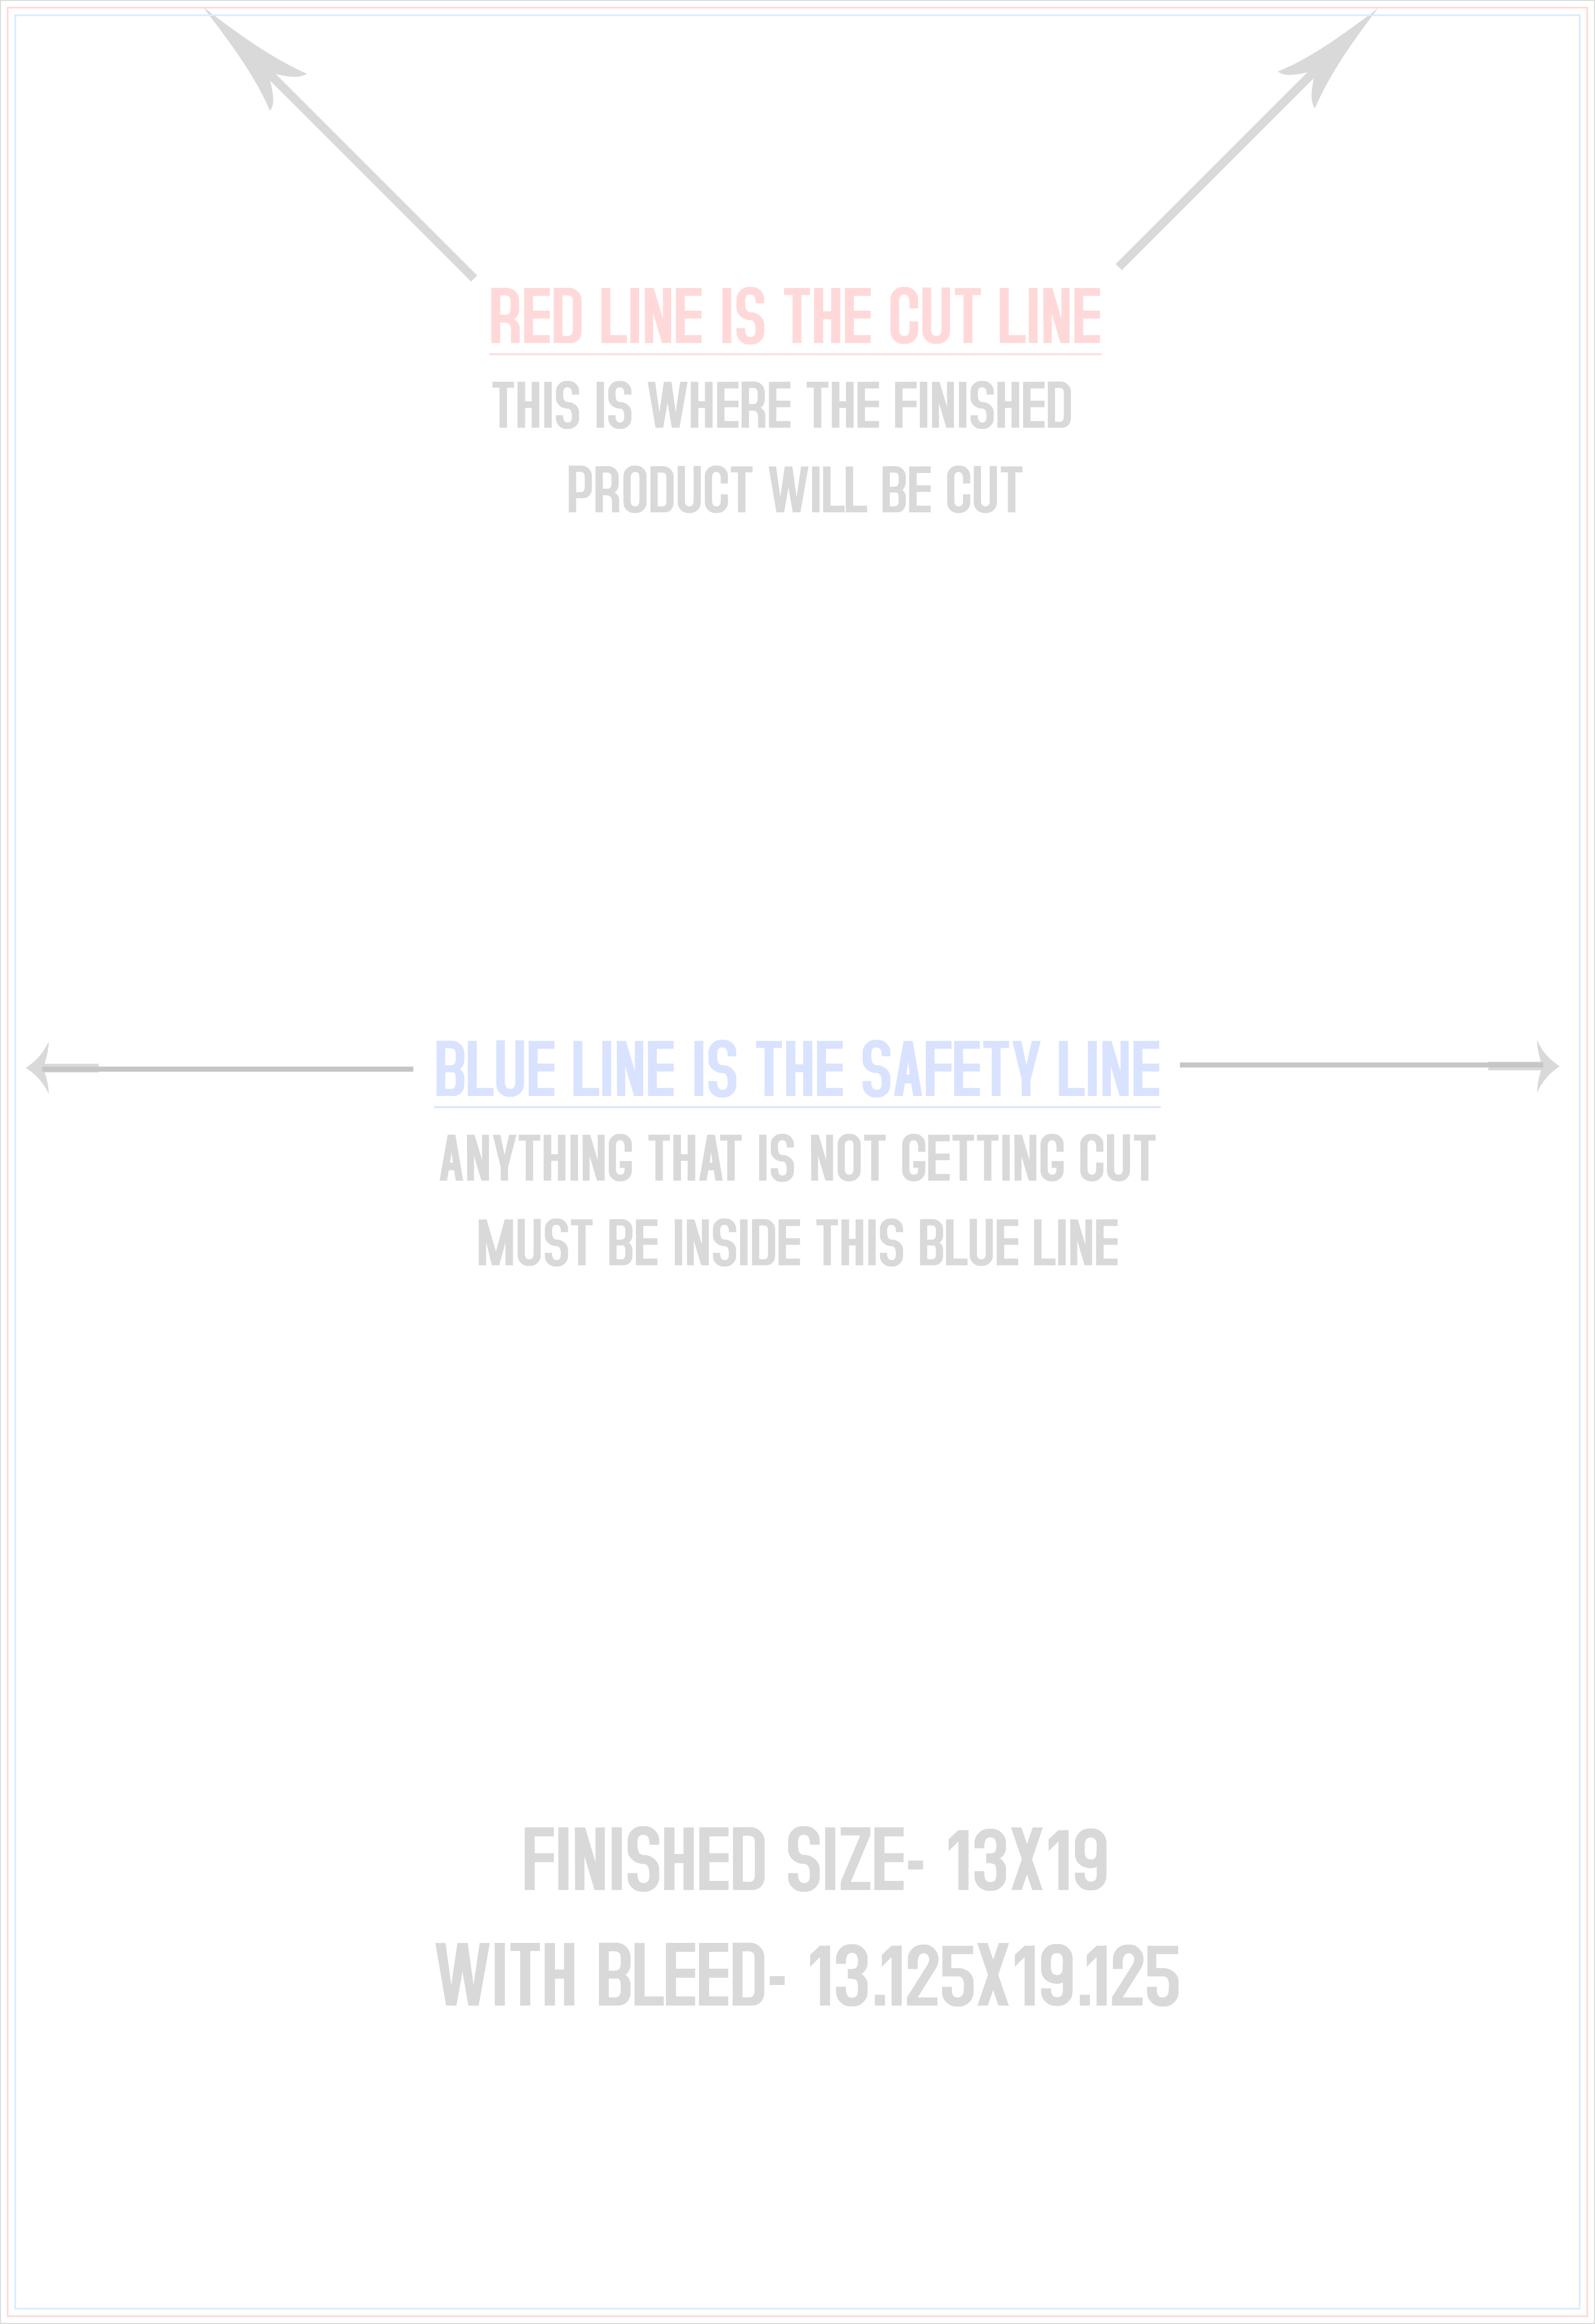 RED LINE IS THE CUT LINE
THIS IS WHERE THE FINISHED
PRODUCT WILL BE CUT
BLUE LINE IS THE SAFETY LINE
ANYTHING THAT IS NOT GETTING CUT
MUST BE INSIDE THIS BLUE LINE
FINISHED SIZE- 13X19
WITH BLEED- 13.125X19.125